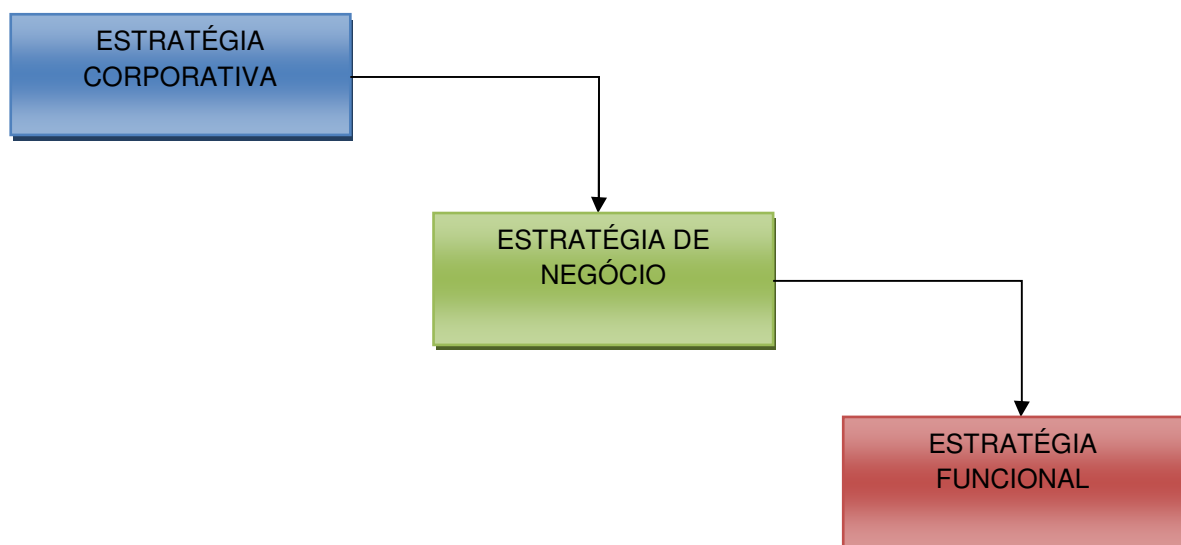 ESTRATÉGIA
CORPORATIVA
ESTRATÉGIA DE
NEGÓCIO
ESTRATÉGIA
FUNCIONAL